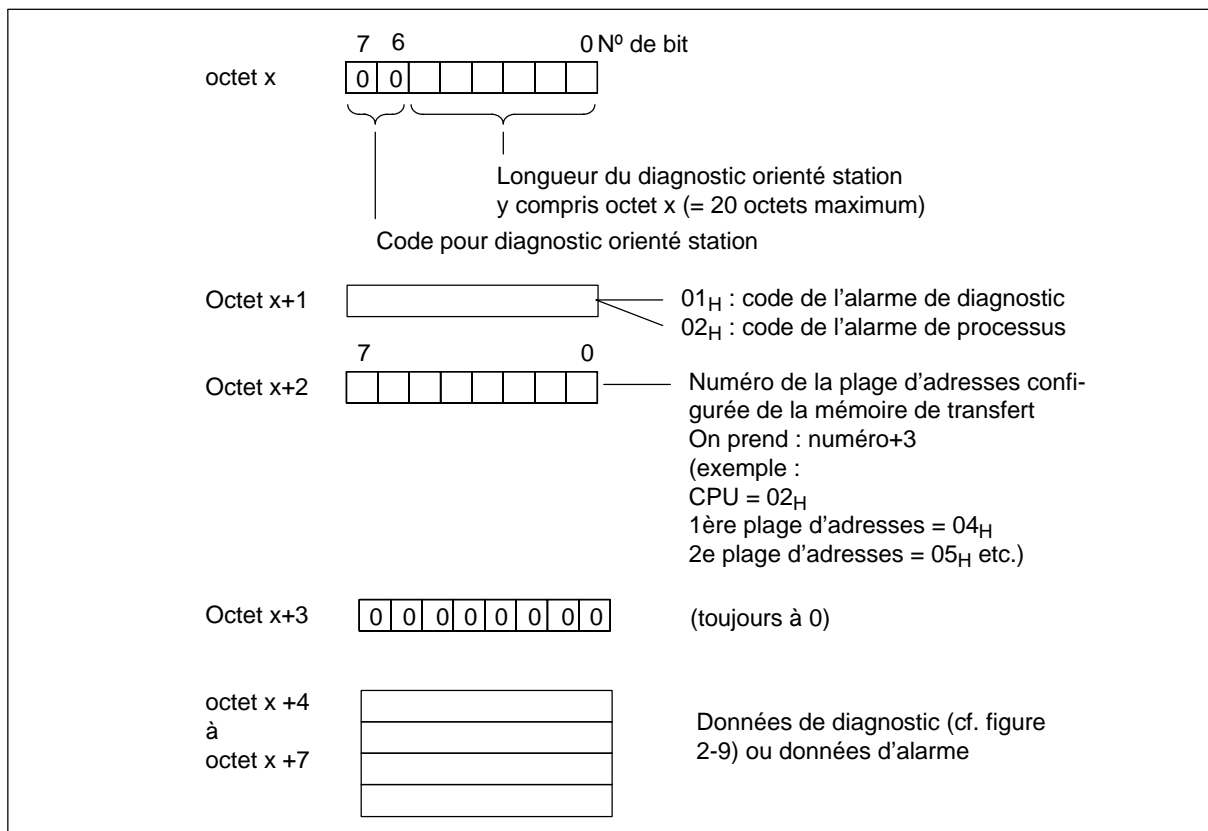 7 6 0 Nº de bit
octet x 0 0
Longueur du diagnostic orienté station
y compris octet x (= 20 octets maximum)
Code pour diagnostic orienté station
Octet x+1
01H : code de l’alarme de diagnostic
02H : code de l’alarme de processus
7 0
Octet x+2
Numéro de la plage d’adresses confi-
gurée de la mémoire de transfert
On prend : numéro+3
(exemple :
CPU = 02H
1ère plage d’adresses = 04H
2e plage d’adresses = 05H etc.)
Octet x+3 0 0 0 0 0 0 0 0 (toujours à 0)
octet x +4
à
octet x +7
Données de diagnostic (cf. figure
2-9) ou données d’alarme